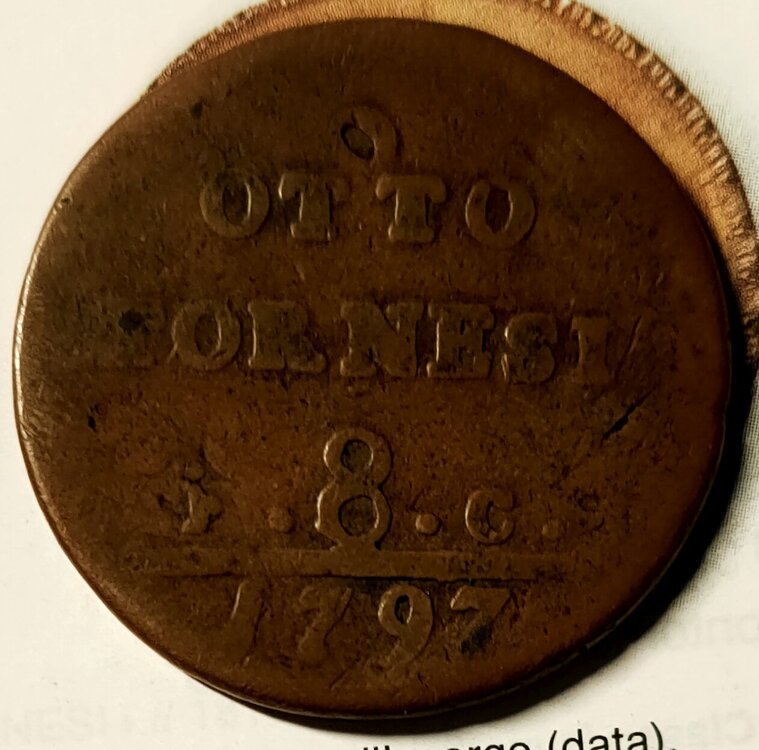 OTTO
TORNESI
. 8 . C .
1797
(data).